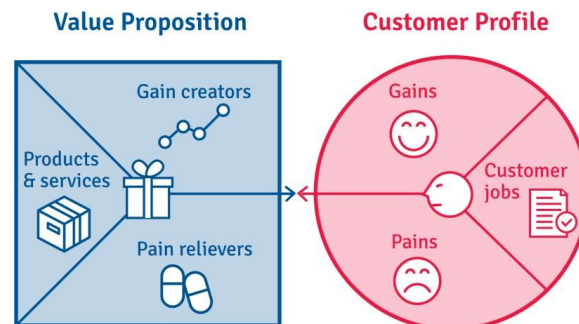 Value Proposition
Customer Profile
Gain creators
Products
& services
Pain relievers
Gains
Customer
jobs
Pains